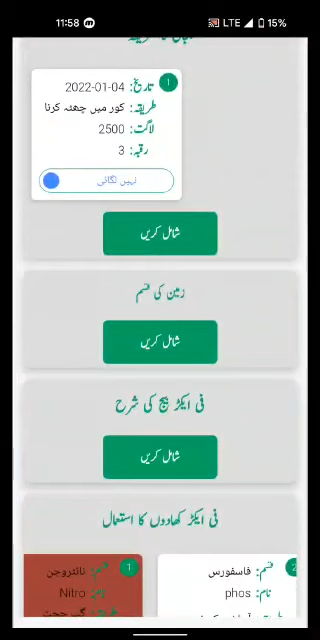 11:58 LTE 15%
1 تاریخ: 2022-01-04
طریقہ: کور میں چھٹہ کرنا
لاگت: 2500
رقبہ: 3
نہیں لگائی
شامل کریں
زمین کی قسم
شامل کریں
فی ایکڑ بیج کی شرح
شامل کریں
فی ایکڑ کھادوں کا استعمال
2 قسم: فاسفورس
نام: phos
1 قسم: نائٹروجن
نام: Nitro